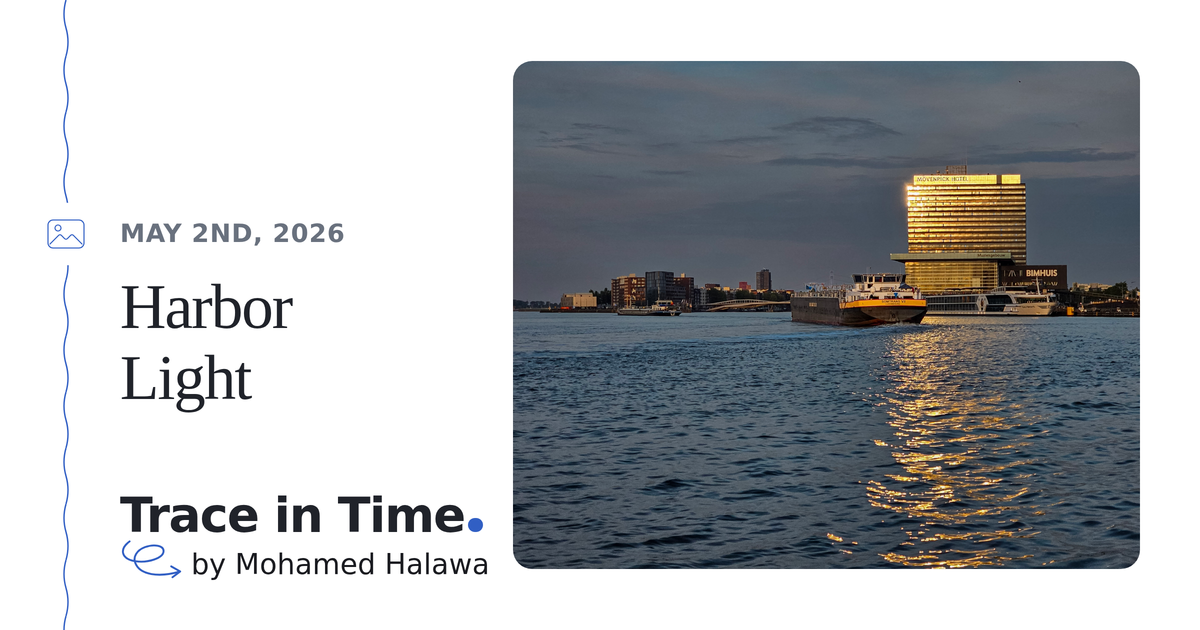 MAY 2ND, 2026
Harbor
Light
Trace in Time.
by Mohamed Halawa
MÖVENPICK HOTEL
BIMHUIS